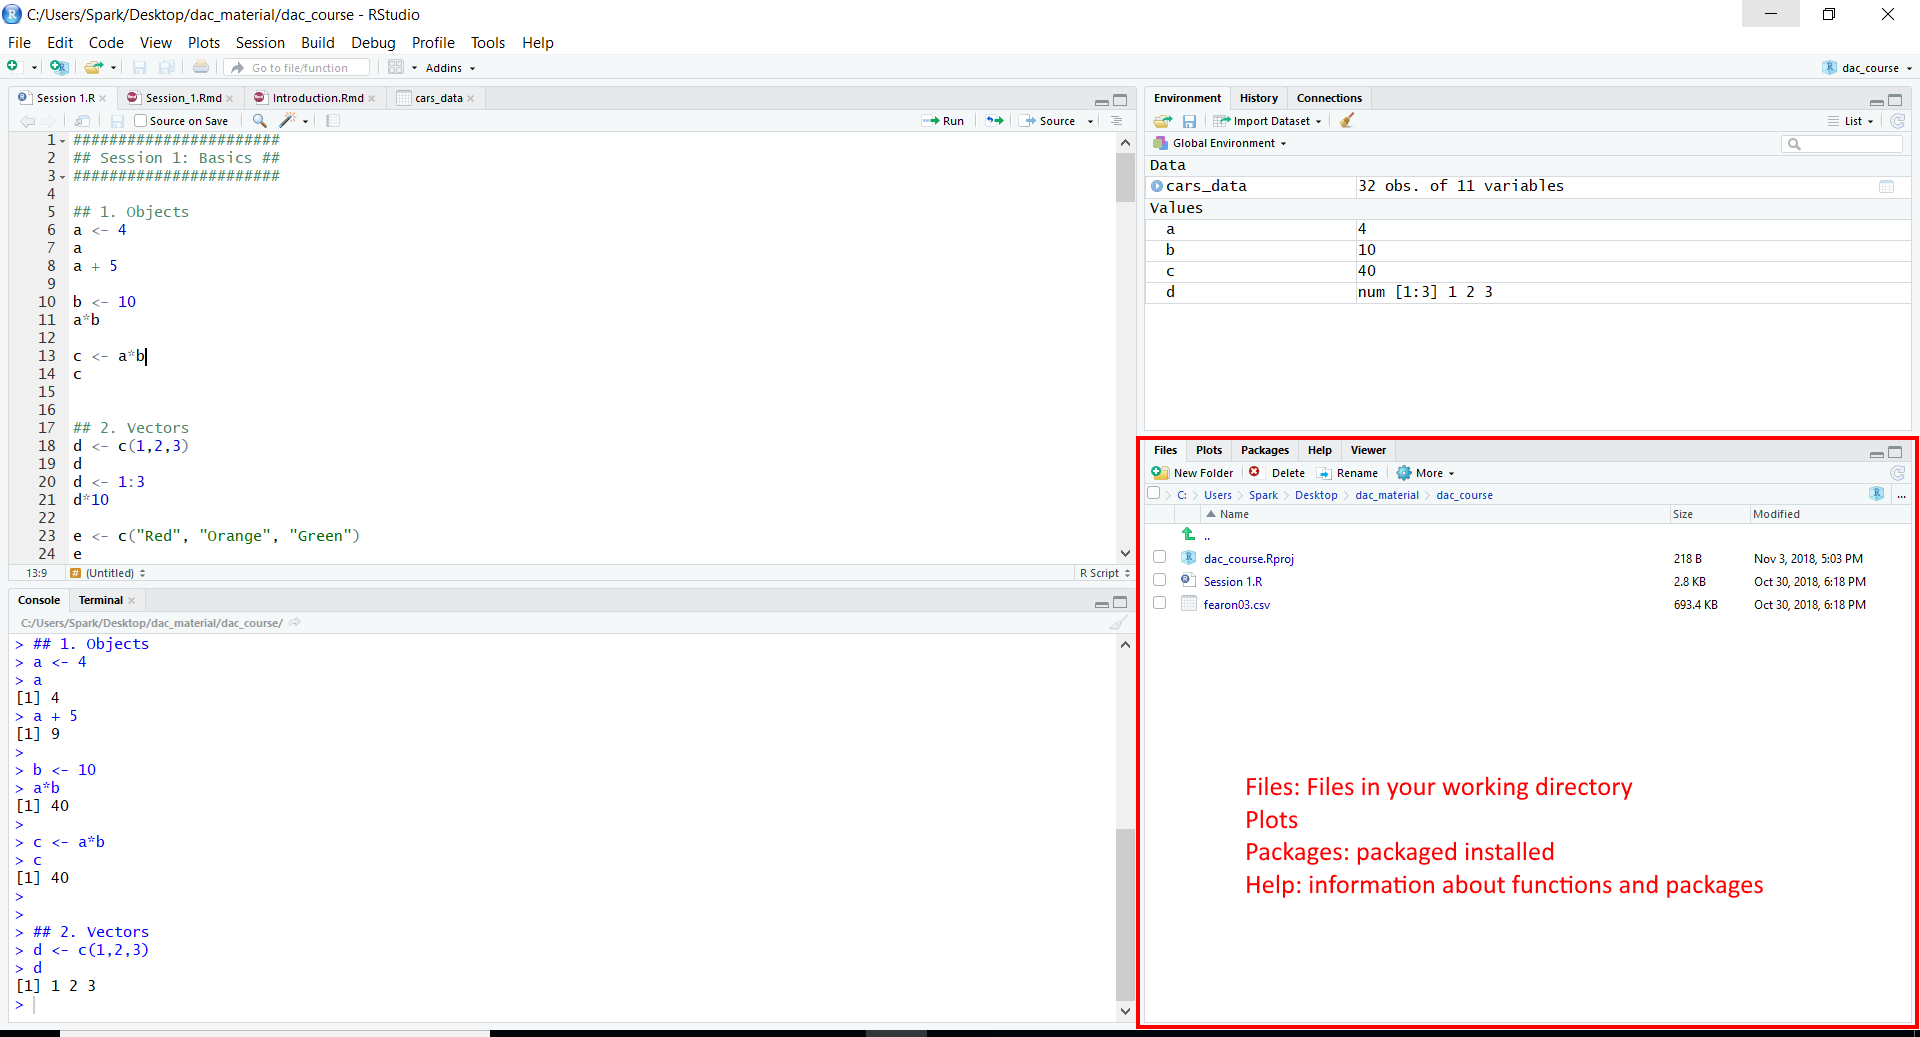 C:/Users/Spark/Desktop/dac_material/dac_course - RStudio
File Edit Code View Plots Session Build Debug Profile Tools Help
Go to file/function Addins dac_course
Session 1.R Session_1.Rmd Introduction.Rmd cars_data
Source on Save Run Source
1 #######################
2 ## Session 1: Basics ##
3 #######################
4
5 ## 1. Objects
6 a <- 4
7 a
8 a + 5
9
10 b <- 10
11 a*b
12
13 c <- a*b
14 c
15
16
17 ## 2. Vectors
18 d <- c(1,2,3)
19 d
20 d <- 1:3
21 d*10
22
23 e <- c("Red", "Orange", "Green")
24 e
13:9 # (Untitled) R Script
Console Terminal
C:/Users/Spark/Desktop/dac_material/dac_course/
> ## 1. Objects
> a <- 4
> a
[1] 4
> a + 5
[1] 9
>
> b <- 10
> a*b
[1] 40
>
> c <- a*b
> c
[1] 40
>
>
> ## 2. Vectors
> d <- c(1,2,3)
> d
[1] 1 2 3
>
Environment History Connections
Import Dataset List
Global Environment
Data
cars_data 32 obs. of 11 variables
Values
a 4
b 10
c 40
d num [1:3] 1 2 3
Files Plots Packages Help Viewer
New Folder Delete Rename More
C: > Users > Spark > Desktop > dac_material > dac_course ...
Name Size Modified
..
dac_course.Rproj 218 B Nov 3, 2018, 5:03 PM
Session 1.R 2.8 KB Oct 30, 2018, 6:18 PM
fearon03.csv 693.4 KB Oct 30, 2018, 6:18 PM
Files: Files in your working directory
Plots
Packages: packaged installed
Help: information about functions and packages